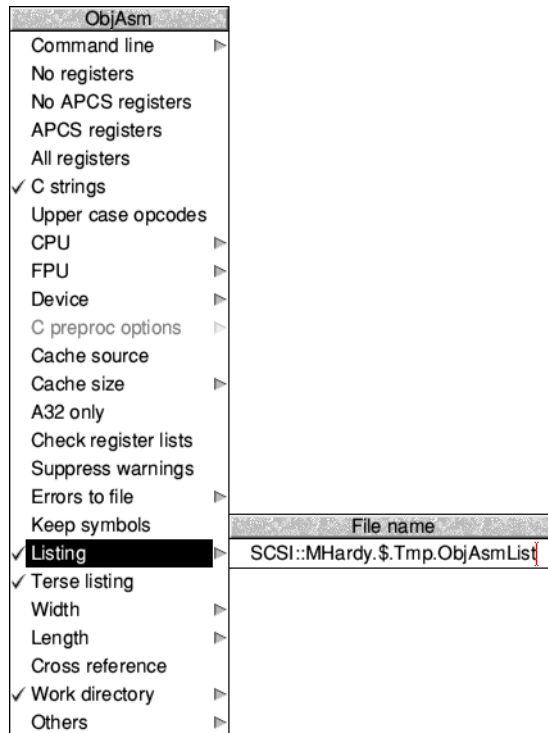 ObjAsm
Command line
No registers
No APCS registers
APCS registers
All registers
C strings
Upper case opcodes
CPU
FPU
Device
C preproc options
Cache source
Cache size
A32 only
Check register lists
Suppress warnings
Errors to file
Keep symbols
Listing
Terse listing
Width
Length
Cross reference
Work directory
Others
File name
SCSI::MHardy.$.Tmp.ObjAsmList